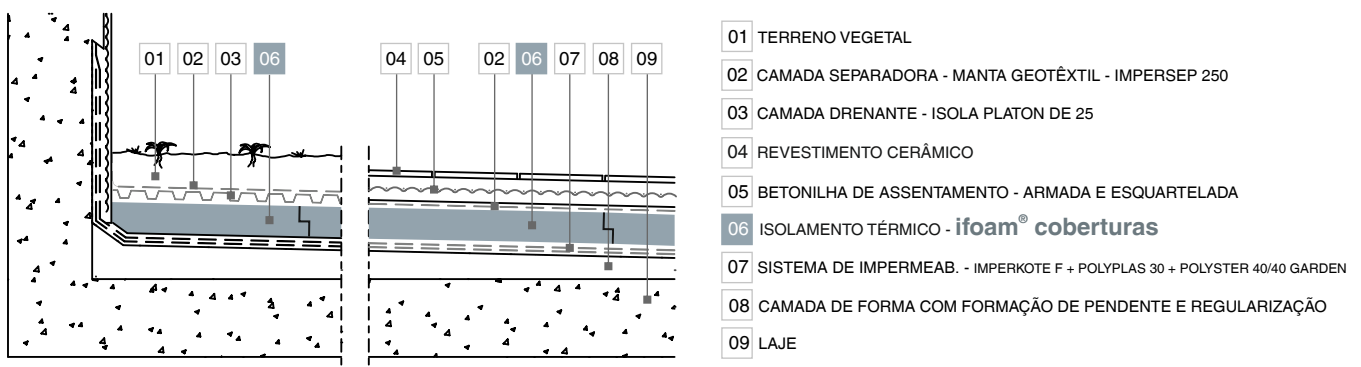 01 02 03 06 04 05 02 06 07 08 09
01 TERRENO VEGETAL
02 CAMADA SEPARADORA - MANTA GEOTÊXTIL - IMPERSEP 250
03 CAMADA DRENANTE - ISOLA PLATON DE 25
04 REVESTIMENTO CERÂMICO
05 BETONILHA DE ASSENTAMENTO - ARMADA E ESQUARTELADA
06 ISOLAMENTO TÉRMICO - ifoam® coberturas
07 SISTEMA DE IMPERMEAB. - IMPERKOTE F + POLYPLAS 30 + POLYSTER 40/40 GARDEN
08 CAMADA DE FORMA COM FORMAÇÃO DE PENDENTE E REGULARIZAÇÃO
09 LAJE